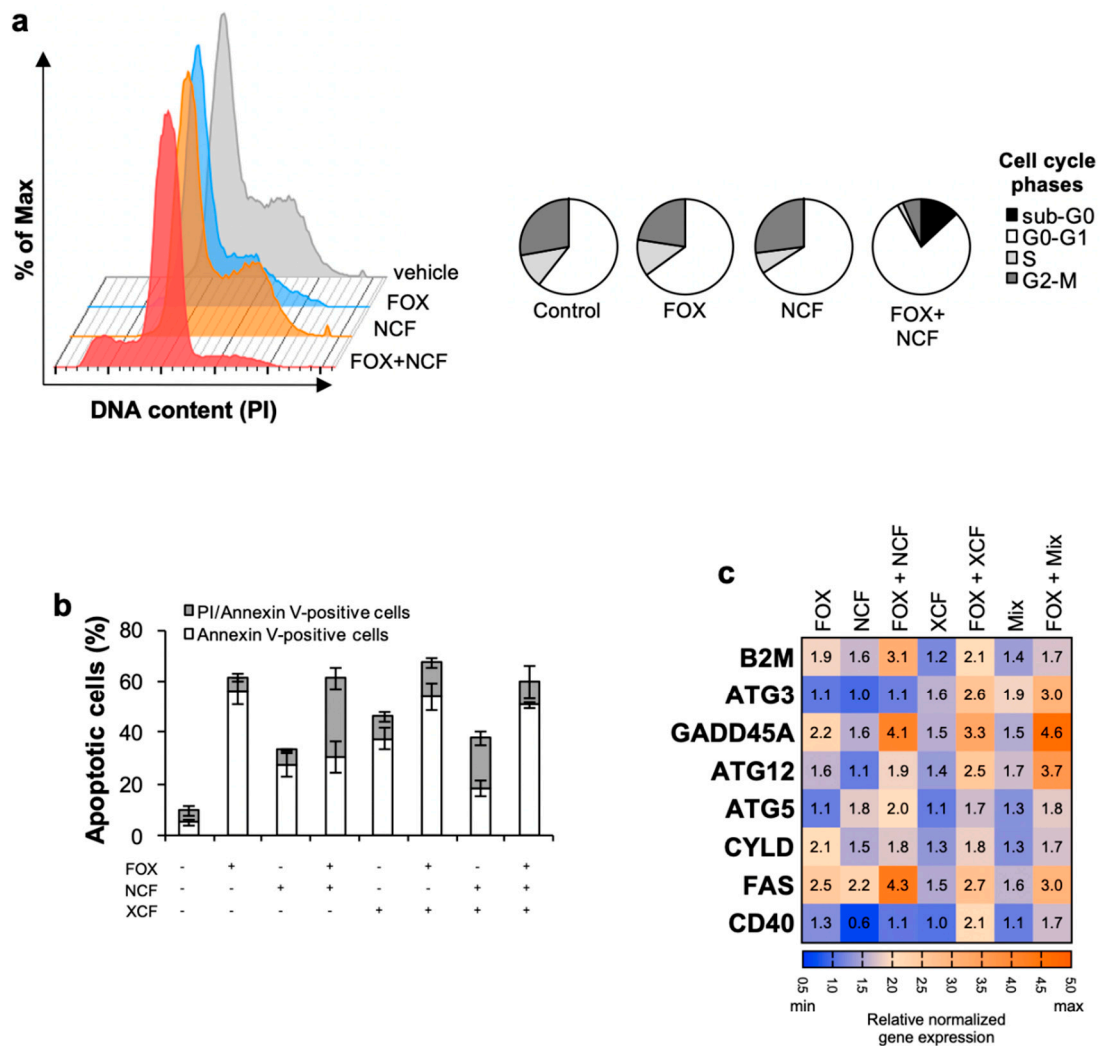 a
% of Max
vehicle
FOX
NCF
FOX+NCF
DNA content (PI)
Control
FOX
NCF
FOX+
NCF
Cell cycle
phases
sub-G0
G0-G1
S
G2-M
b
PI/Annexin V-positive cells
Annexin V-positive cells
Apoptotic cells (%)
80
60
40
20
0
FOX - + - + - + - +
NCF - - + + - - + +
XCF - - - - + + + +
c
FOX NCF FOX + NCF XCF FOX + XCF Mix FOX + Mix
B2M 1.9 1.6 3.1 1.2 2.1 1.4 1.7
ATG3 1.1 1.0 1.1 1.6 2.6 1.9 3.0
GADD45A 2.2 1.6 4.1 1.5 3.3 1.5 4.6
ATG12 1.6 1.1 1.9 1.4 2.5 1.7 3.7
ATG5 1.1 1.8 2.0 1.1 1.7 1.3 1.8
CYLD 2.1 1.5 1.8 1.3 1.8 1.3 1.7
FAS 2.5 2.2 4.3 1.5 2.7 1.6 3.0
CD40 1.3 0.6 1.1 1.0 2.1 1.1 1.7
0.5 1.0 1.5 2.0 2.5 3.0 3.5 4.0 4.5 5.0
min max
Relative normalized
gene expression